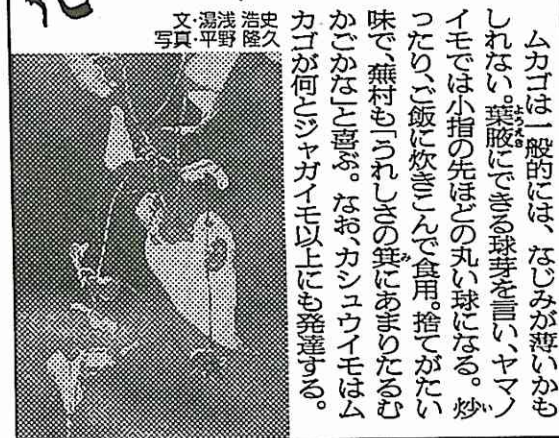 ムカゴは一般的には、なじみが薄いかも
しれない。葉腋にできる球芽を言い、ヤマノ
イモでは小指の先ほどの丸い球になる。炒
ったり、ご飯に炊きこんで食用。捨てがたい
味で、蕪村も「うれしさの箕にあまりたるむ
かごかな」と喜ぶ。なお、カシュウイモはム
カゴが何とジャガイモ以上にも発達する。
文・湯浅 浩史
写真・平野 隆久